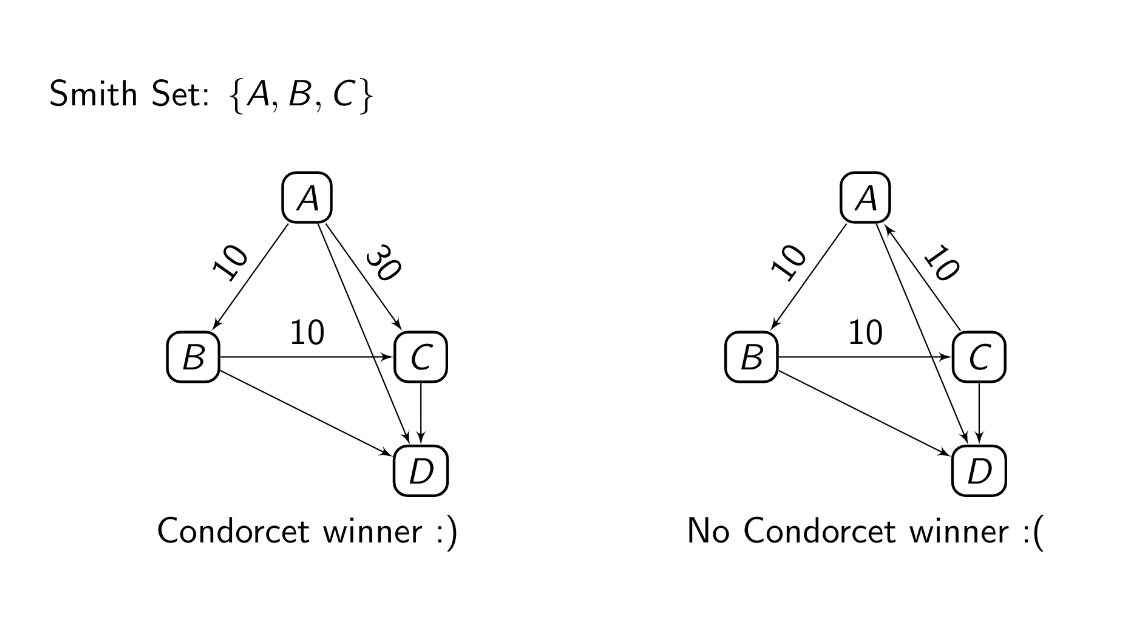 Smith Set: {A, B, C}
A
10
30
B
10
C
D
Condorcet winner :)
A
10
10
B
10
C
D
No Condorcet winner :(